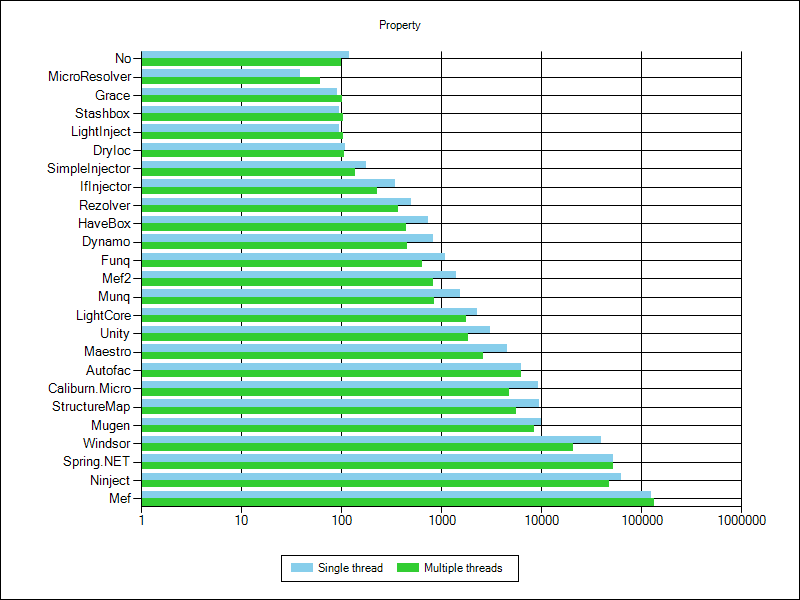 Property
No
MicroResolver
Grace
Stashbox
LightInject
DryIoc
SimpleInjector
IfInjector
Rezolver
HaveBox
Dynamo
Funq
Mef2
Munq
LightCore
Unity
Maestro
Autofac
Caliburn.Micro
StructureMap
Mugen
Windsor
Spring.NET
Ninject
Mef
1 10 100 1000 10000 100000 1000000
Single thread Multiple threads